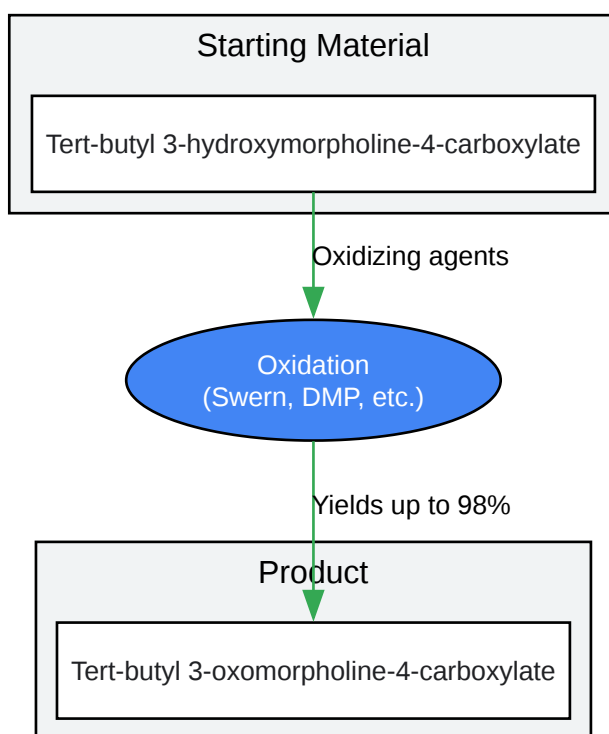 Starting Material
Tert-butyl 3-hydroxymorpholine-4-carboxylate
Oxidizing agents
Oxidation
(Swern, DMP, etc.)
Yields up to 98%
Product
Tert-butyl 3-oxomorpholine-4-carboxylate